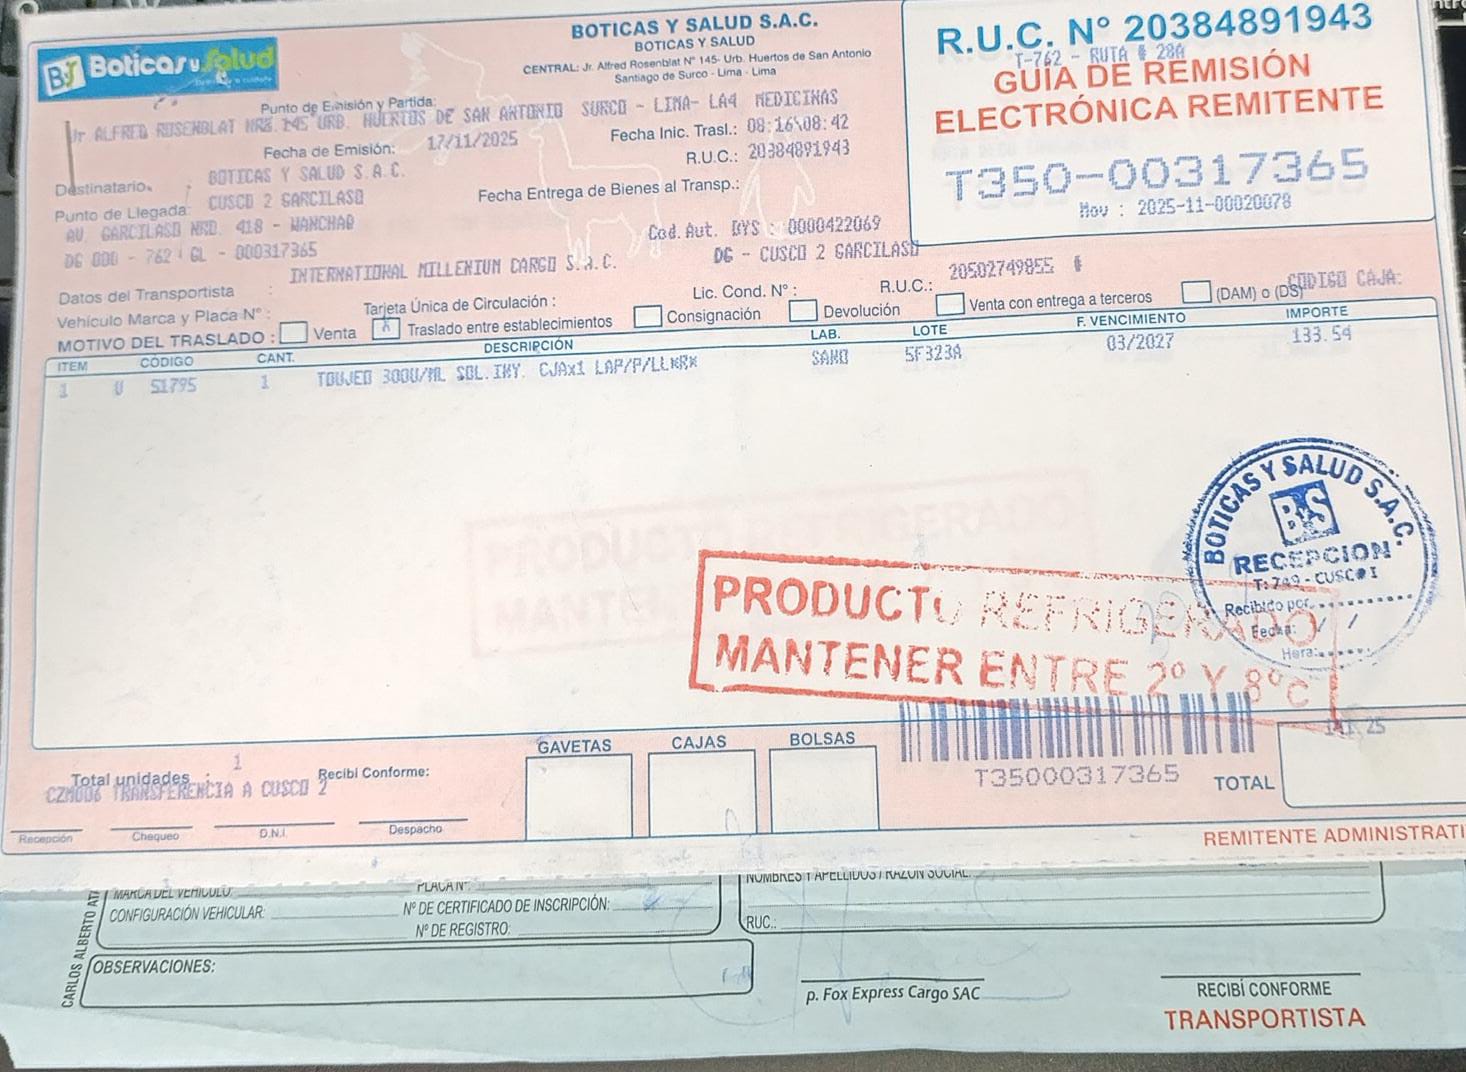 BOTICAS Y SALUD S.A.C.
BOTICAS Y SALUD
CENTRAL: Jr. Alfred Rosenblat N° 145- Urb. Huertos de San Antonio
Santiago de Surco - Lima - Lima
BS Boticas y Salud
R.U.C. N° 20384891943
T-762 - RUTA # 28A
GUÍA DE REMISIÓN
ELECTRÓNICA REMITENTE
T350-00317365
Mov : 2025-11-00020078
Punto de Emisión y Partida:
Jr ALFRED ROSENBLAT NRO. 145 URB. HUERTOS DE SAN ANTONIO SURCO - LIMA- LA4 MEDICINAS
Fecha de Emisión: 17/11/2025
Fecha Inic. Trasl.: 08:16\08:42
R.U.C.: 20384891943
Destinatario. : BOTICAS Y SALUD S.A.C.
Fecha Entrega de Bienes al Transp.:
Punto de Llegada: CUSCO 2 GARCILASO
AV. GARCILASO NRO. 418 - WANCHAQ
Cod. Aut. DYS : 0000422069
DG 000 - 762 GL - 000317365
DG - CUSCO 2 GARCILASO
Datos del Transportista : INTERNATIONAL MILLENIUM CARGO S.A.C.
R.U.C.: 20502749855 #
CODIGO CAJA:
Vehículo Marca y Placa N° :
Tarjeta Única de Circulación :
Lic. Cond. N° :
MOTIVO DEL TRASLADO : Venta X Traslado entre establecimientos Consignación Devolución Venta con entrega a terceros (DAM) o (DS)
ITEM CÓDIGO CANT. DESCRIPCIÓN LAB. LOTE F. VENCIMIENTO IMPORTE
1 U 51795 1 TOUJEO 300U/ML SOL.INY. CJAx1 LAP/P/LL*RX SANO 5F323A 03/2027 133.54
BOTICAS Y SALUD S.A.C.
B+S
RECEPCION
T:749 - CUSCO I
Recibido por
Fecha: / /
Hora:
PRODUCTO REFRIGERADO
MANTENER ENTRE 2° Y 8°C
T35000317365
TOTAL
GAVETAS CAJAS BOLSAS
Total unidades : 1
Recibí Conforme:
CZM006 TRANSFERENCIA A CUSCO 2
Recepción Chequeo D.N.I. Despacho
REMITENTE ADMINISTRATI
MARCA DEL VEHÍCULO: PLACA N°:
CONFIGURACIÓN VEHICULAR: N° DE CERTIFICADO DE INSCRIPCIÓN:
N° DE REGISTRO:
NOMBRES Y APELLIDOS / RAZÓN SOCIAL:
RUC.:
CARLOS ALBERTO
OBSERVACIONES:
p. Fox Express Cargo SAC
RECIBÍ CONFORME
TRANSPORTISTA